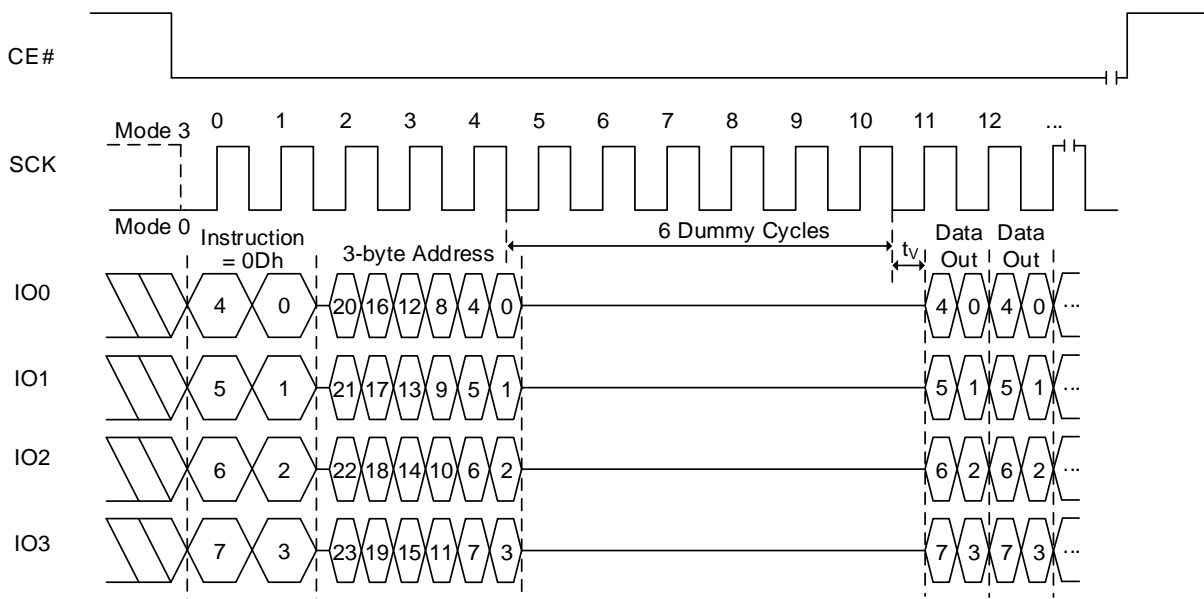 CE#
0 1 2 3 4 5 6 7 8 9 10 11 12 ...
Mode 3
SCK
Mode 0
Instruction
= 0Dh
3-byte Address
6 Dummy Cycles
tV
Data
Out
Data
Out
IO0 4 0 20 16 12 8 4 0 4 0 4 0 ...
IO1 5 1 21 17 13 9 5 1 5 1 5 1 ...
IO2 6 2 22 18 14 10 6 2 6 2 6 2 ...
IO3 7 3 23 19 15 11 7 3 7 3 7 3 ...